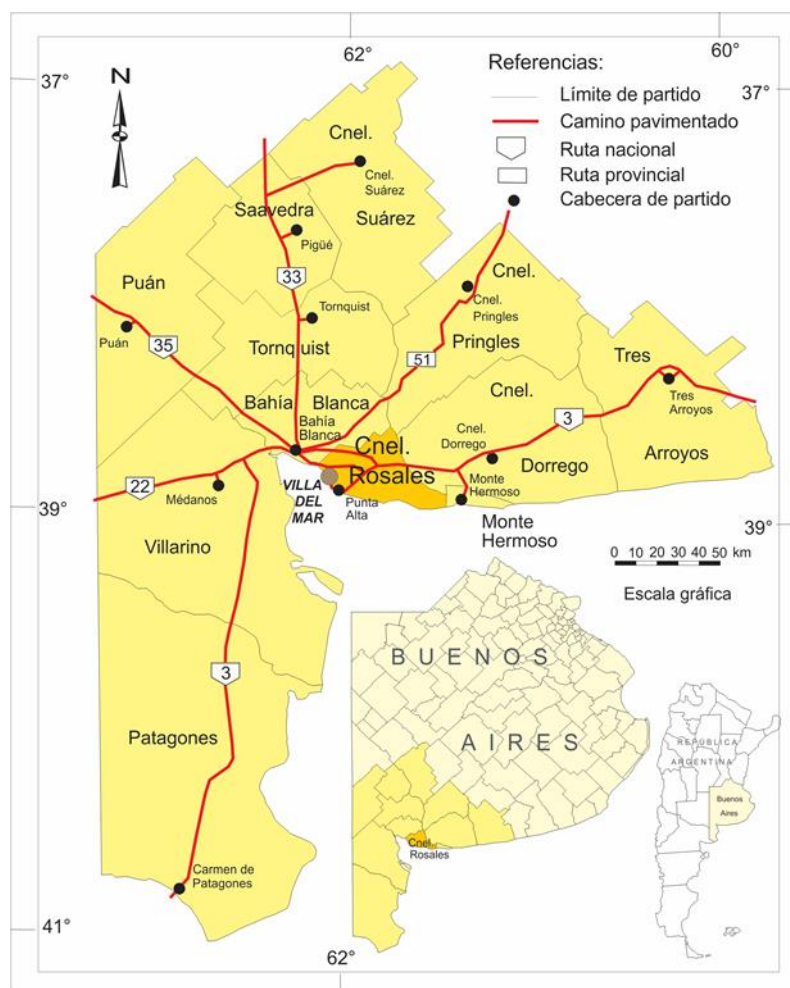 62°
60°
37°
37°
N
Referencias:
Límite de partido
Camino pavimentado
Ruta nacional
Ruta provincial
Cabecera de partido
Cnel.
Cnel.
Suárez
Suárez
Saavedra
Pigüé
33
Puán
Puán
35
Tornquist
Tornquist
Cnel.
Cnel.
Pringles
Pringles
51
Tres
Tres
Arroyos
Arroyos
Cnel.
Cnel.
Dorrego
Dorrego
3
Bahía Blanca
Bahía
Blanca
Cnel.
Rosales
VILLA
DEL
MAR
Punta
Alta
Monte
Hermoso
Monte
Hermoso
22
Médanos
39°
39°
Villarino
0 10 20 30 40 50 km
Escala gráfica
3
Patagones
Carmen de
Patagones
BUENOS
AIRES
Cnel.
Rosales
REPÚBLICA
ARGENTINA
Buenos
Aires
41°
62°